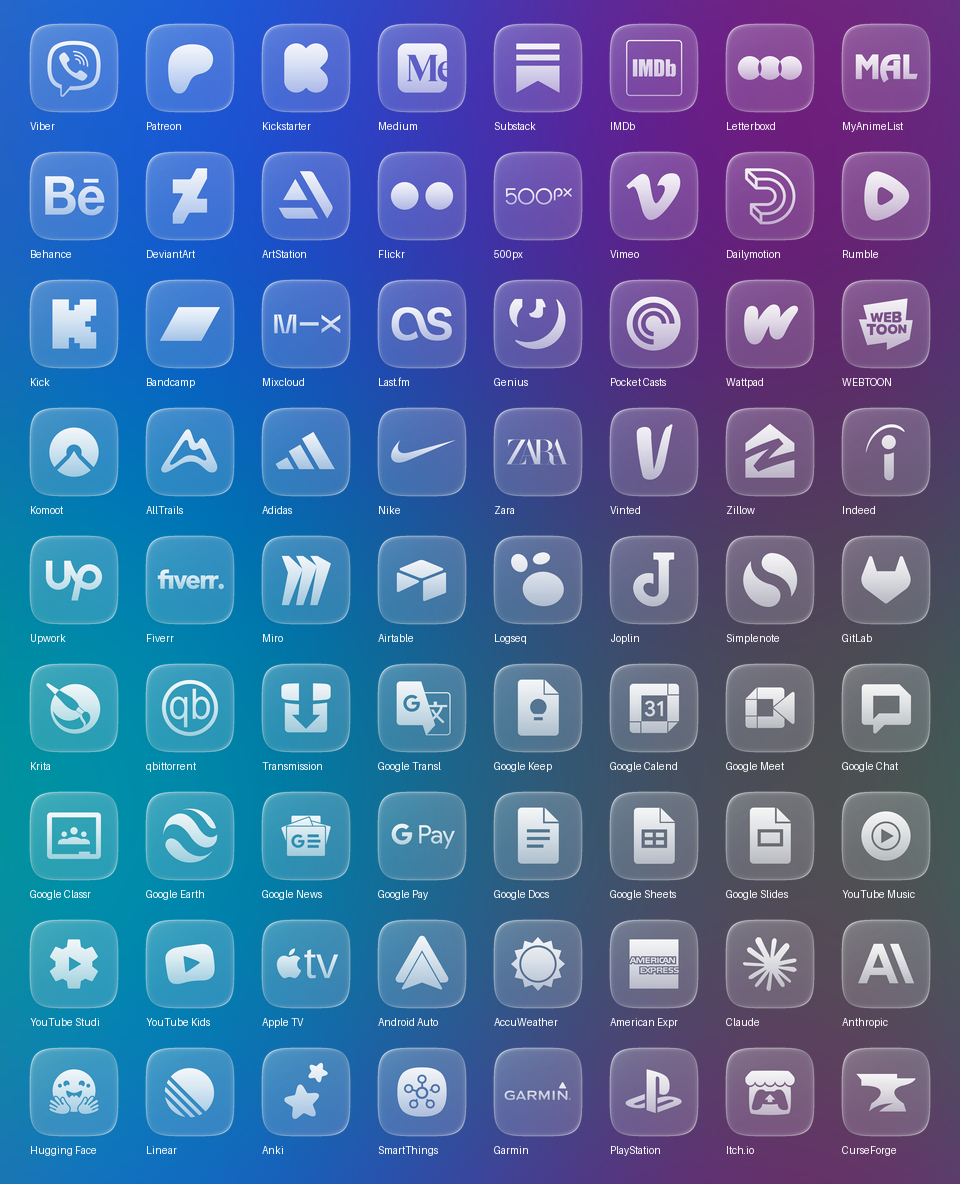 Me
IMDb
MAL
Viber Patreon Kickstarter Medium Substack IMDb Letterboxd MyAnimeList
Bē
500px
Behance DeviantArt ArtStation Flickr 500px Vimeo Dailymotion Rumble
K
M–X
as
WEB
TOON
Kick Bandcamp Mixcloud Last.fm Genius Pocket Casts Wattpad WEBTOON
ZARA
Komoot AllTrails Adidas Nike Zara Vinted Zillow Indeed
Up
fiverr.
Upwork Fiverr Miro Airtable Logseq Joplin Simplenote GitLab
qb
G
文
31
Krita qbittorrent Transmission Google Transl Google Keep Google Calend Google Meet Google Chat
G
G Pay
Google Classr Google Earth Google News Google Pay Google Docs Google Sheets Google Slides YouTube Music
tv
AMERICAN
EXPRESS
AI
YouTube Studi YouTube Kids Apple TV Android Auto AccuWeather American Expr Claude Anthropic
GARMIN.
Hugging Face Linear Anki SmartThings Garmin PlayStation Itch.io CurseForge